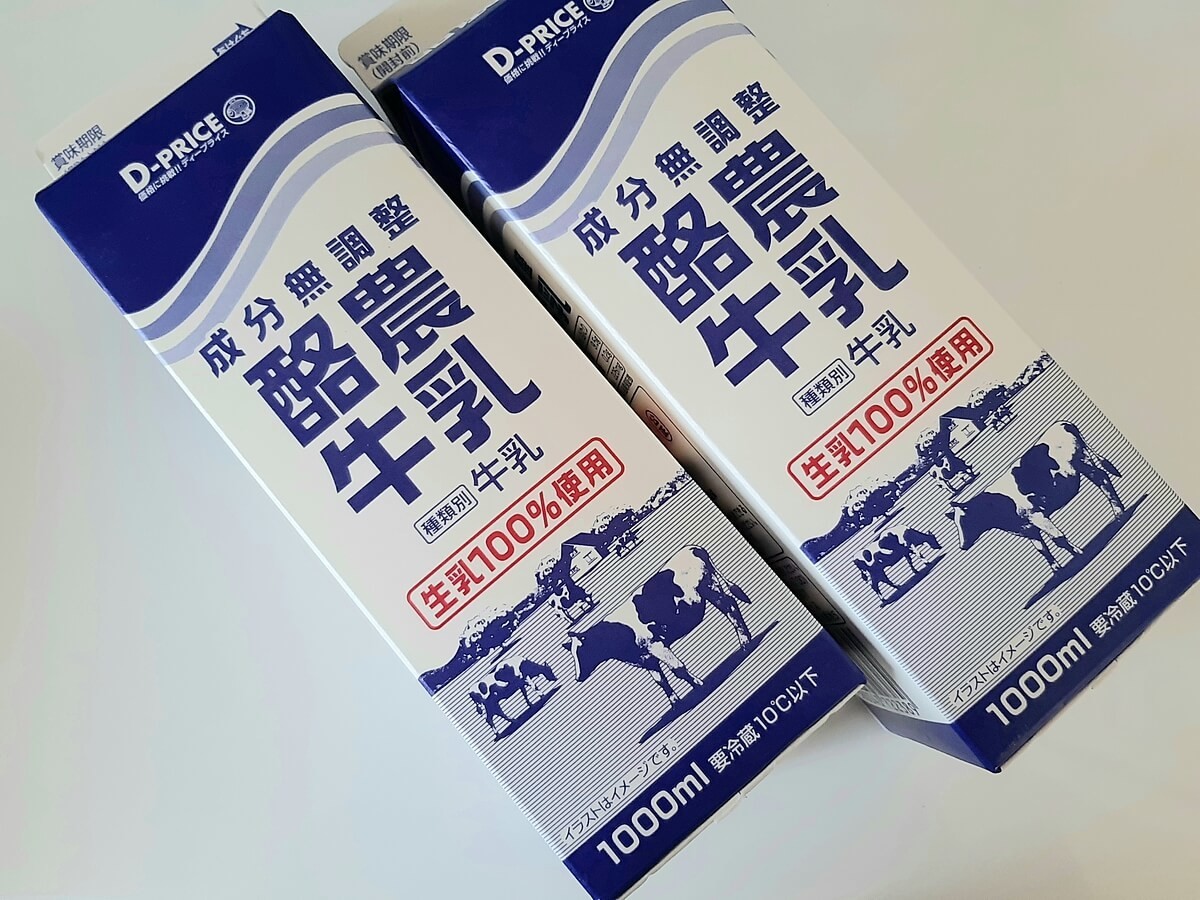 賞味期限
D-PRICE
価格に挑戦!! ディープライス
成分無調整
酪農
牛乳
種類別 牛乳
生乳100%使用
イラストはイメージです。
1000ml 要冷蔵10℃以下
賞味期限
(開封前)
D-PRICE
価格に挑戦!! ディープライス
成分無調整
酪農
牛乳
種類別 牛乳
生乳100%使用
イラストはイメージです。
1000ml 要冷蔵10℃以下